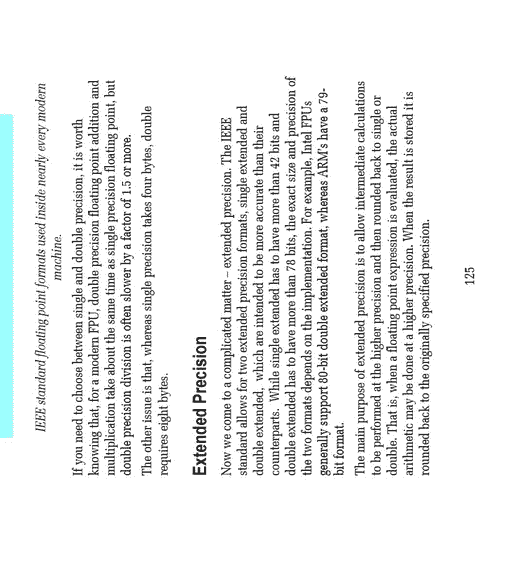 IEEE standard floating point formats used inside nearly every modern
machine.
If you need to choose between single and double precision, it is worth
knowing that, for a modern FPU, double precision floating point addition and
multiplication take about the same time as single precision floating point, but
double precision division is often slower by a factor of 1.5 or more.
The other issue is that, whereas single precision takes four bytes, double
requires eight bytes.
Extended Precision
Now we come to a complicated matter – extended precision. The IEEE
standard allows for two extended precision formats, single extended and
double extended, which are intended to be more accurate than their
counterparts. While single extended has to have more than 42 bits and
double extended has to have more than 78 bits, the exact size and precision of
the two formats depends on the implementation. For example, Intel FPUs
generally support 80-bit double extended format, whereas ARM's have a 79-
bit format.
The main purpose of extended precision is to allow intermediate calculations
to be performed at the higher precision and then rounded back to single or
double. That is, when a floating point expression is evaluated, the actual
arithmetic may be done at a higher precision. When the result is stored it is
rounded back to the originally specified precision.
125